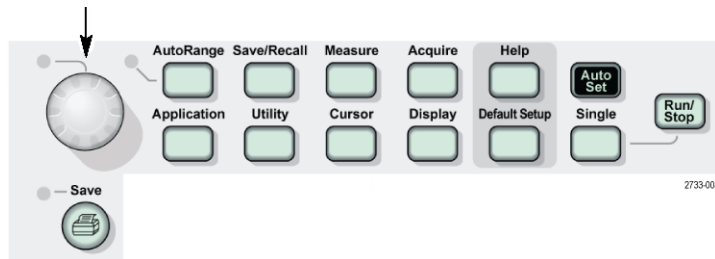 AutoRange Save/Recall Measure Acquire Help
Auto
Set
Run/
Stop
Application Utility Cursor Display Default Setup Single
2733-00
Save